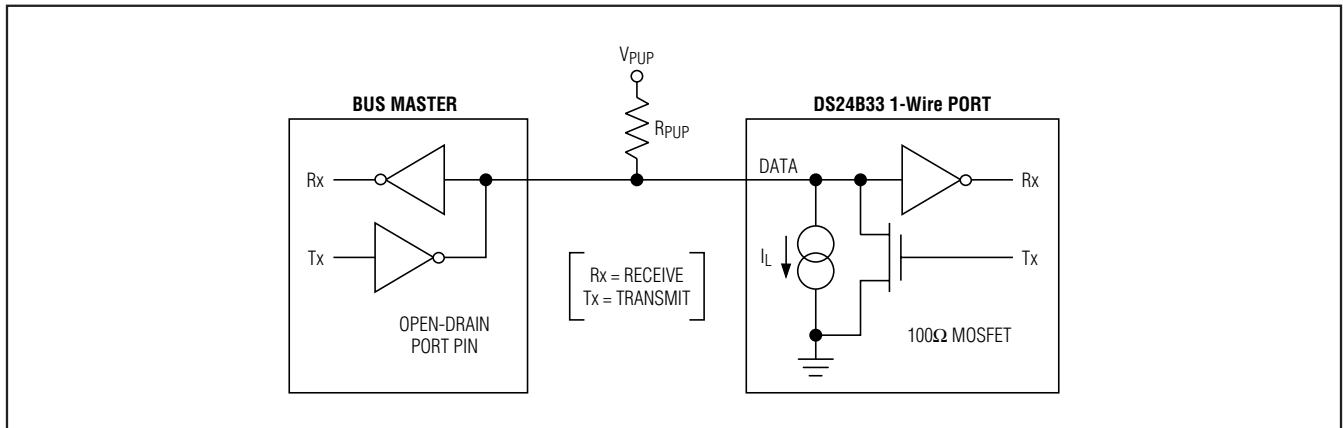 VPUP
BUS MASTER
DS24B33 1-Wire PORT
RPUP
Rx
DATA
Rx
Tx
IL
Tx
Rx = RECEIVE
Tx = TRANSMIT
OPEN-DRAIN
PORT PIN
100Ω MOSFET